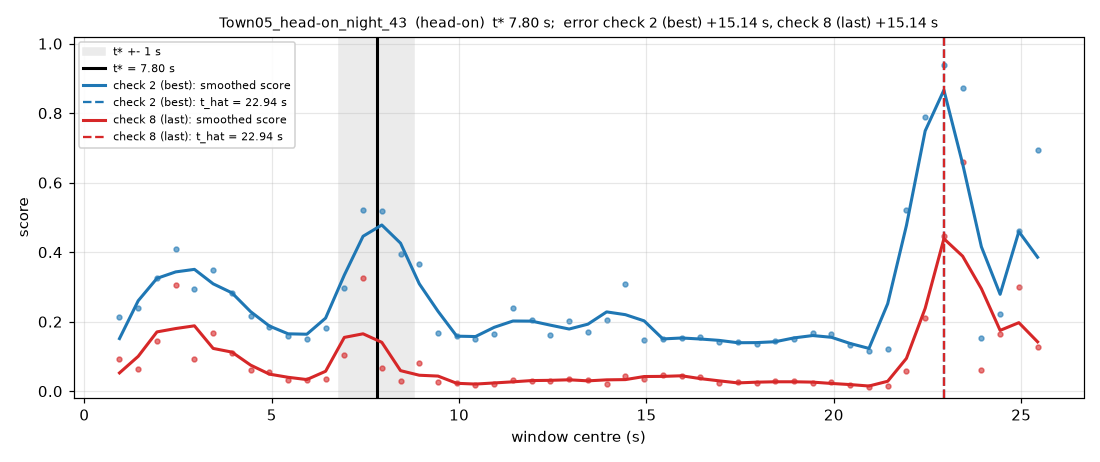 Town05_head-on_night_43  (head-on)  t* 7.80 s;  error check 2 (best) +15.14 s, check 8 (last) +15.14 s
t* +- 1 s
t* = 7.80 s
check 2 (best): smoothed score
check 2 (best): t_hat = 22.94 s
check 8 (last): smoothed score
check 8 (last): t_hat = 22.94 s
score
1.0
0.8
0.6
0.4
0.2
0.0
0 5 10 15 20 25
window centre (s)